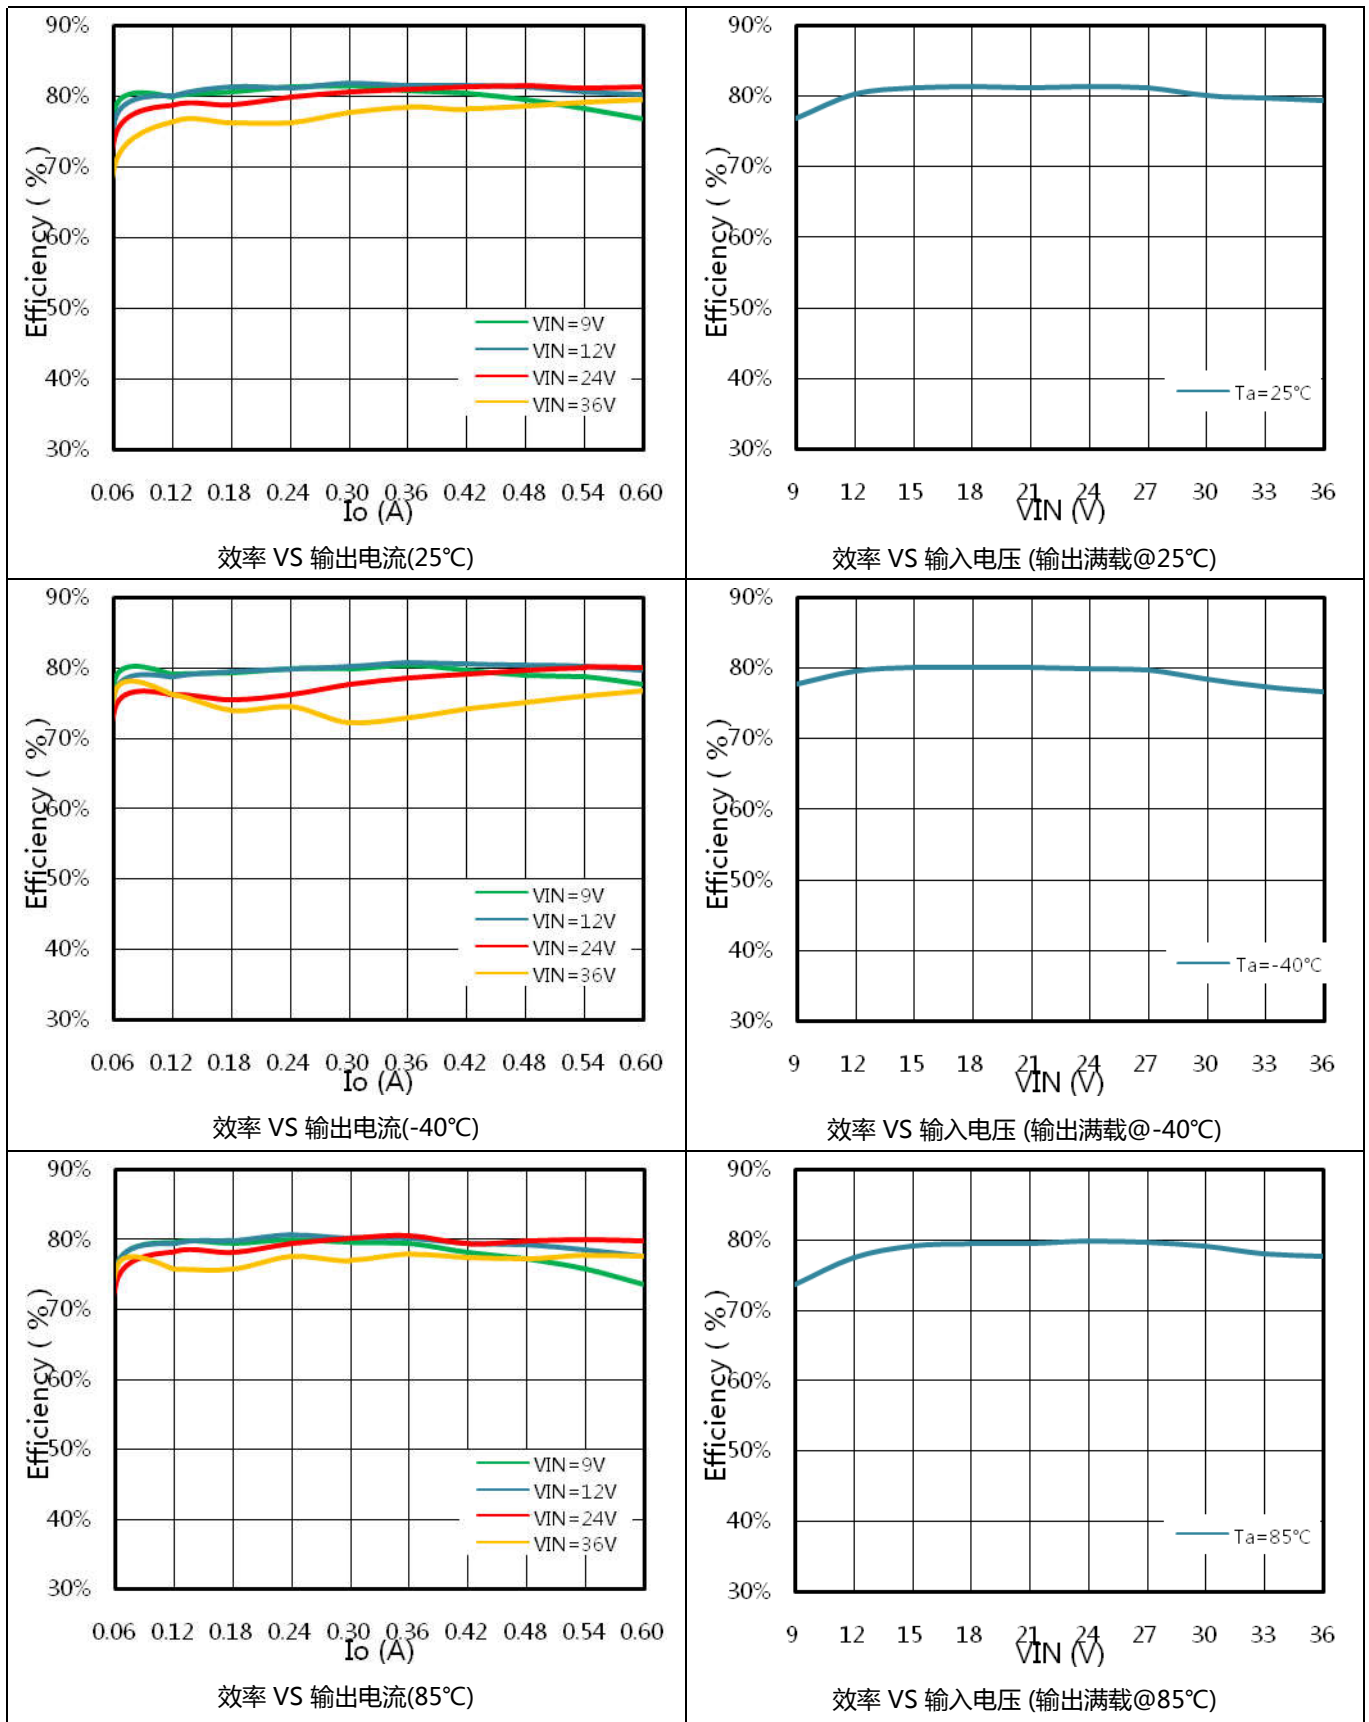 90%
80%
70%
60%
50%
40%
30%
Efficiency ( %)
VIN=9V
VIN=12V
VIN=24V
VIN=36V
0.06 0.12 0.18 0.24 0.30 0.36 0.42 0.48 0.54 0.60
Io (A)
效率 VS 输出电流(25℃)
90%
80%
70%
60%
50%
40%
30%
Efficiency ( %)
Ta=25℃
9 12 15 18 21 24 27 30 33 36
VIN (V)
效率 VS 输入电压 (输出满载@25℃)
90%
80%
70%
60%
50%
40%
30%
Efficiency ( %)
VIN=9V
VIN=12V
VIN=24V
VIN=36V
0.06 0.12 0.18 0.24 0.30 0.36 0.42 0.48 0.54 0.60
Io (A)
效率 VS 输出电流(-40℃)
90%
80%
70%
60%
50%
40%
30%
Efficiency ( %)
Ta=-40℃
9 12 15 18 21 24 27 30 33 36
VIN (V)
效率 VS 输入电压 (输出满载@-40℃)
90%
80%
70%
60%
50%
40%
30%
Efficiency ( %)
VIN=9V
VIN=12V
VIN=24V
VIN=36V
0.06 0.12 0.18 0.24 0.30 0.36 0.42 0.48 0.54 0.60
Io (A)
效率 VS 输出电流(85℃)
90%
80%
70%
60%
50%
40%
30%
Efficiency ( %)
Ta=85℃
9 12 15 18 21 24 27 30 33 36
VIN (V)
效率 VS 输入电压 (输出满载@85℃)